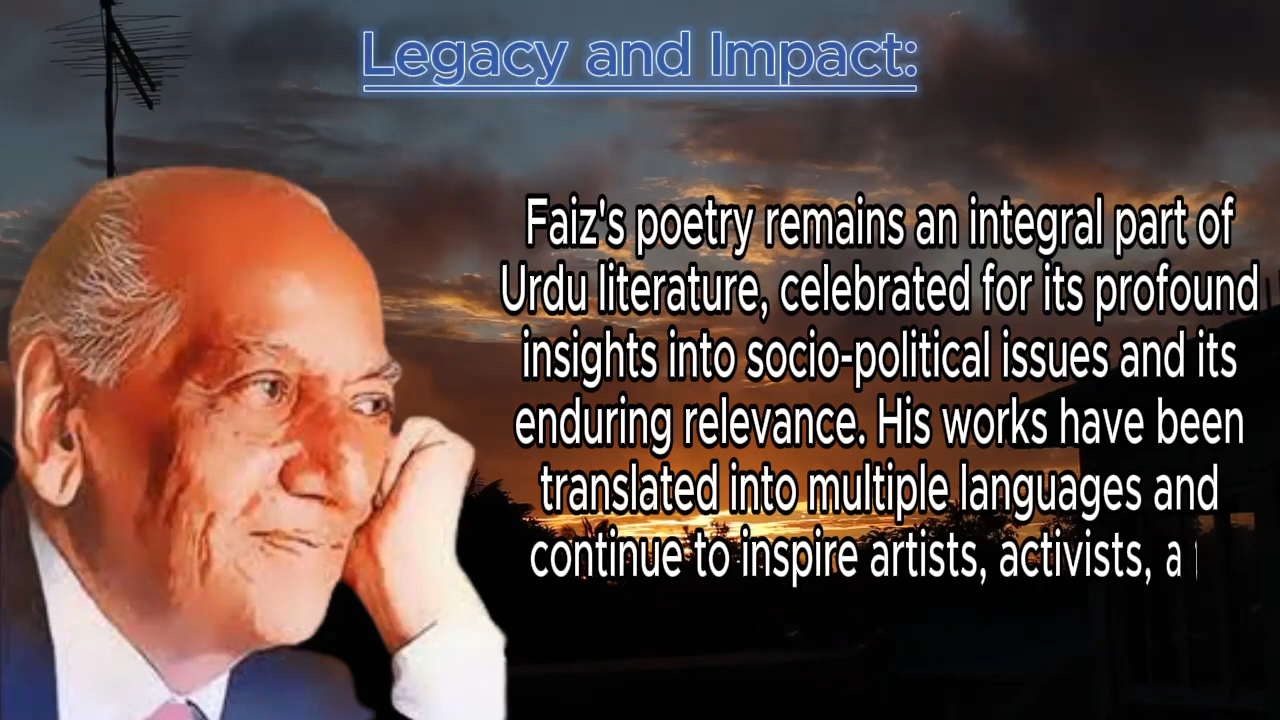 Legacy and Impact:
Faiz's poetry remains an integral part of
Urdu literature, celebrated for its profound
insights into socio-political issues and its
enduring relevance. His works have been
translated into multiple languages and
continue to inspire artists, activists, a